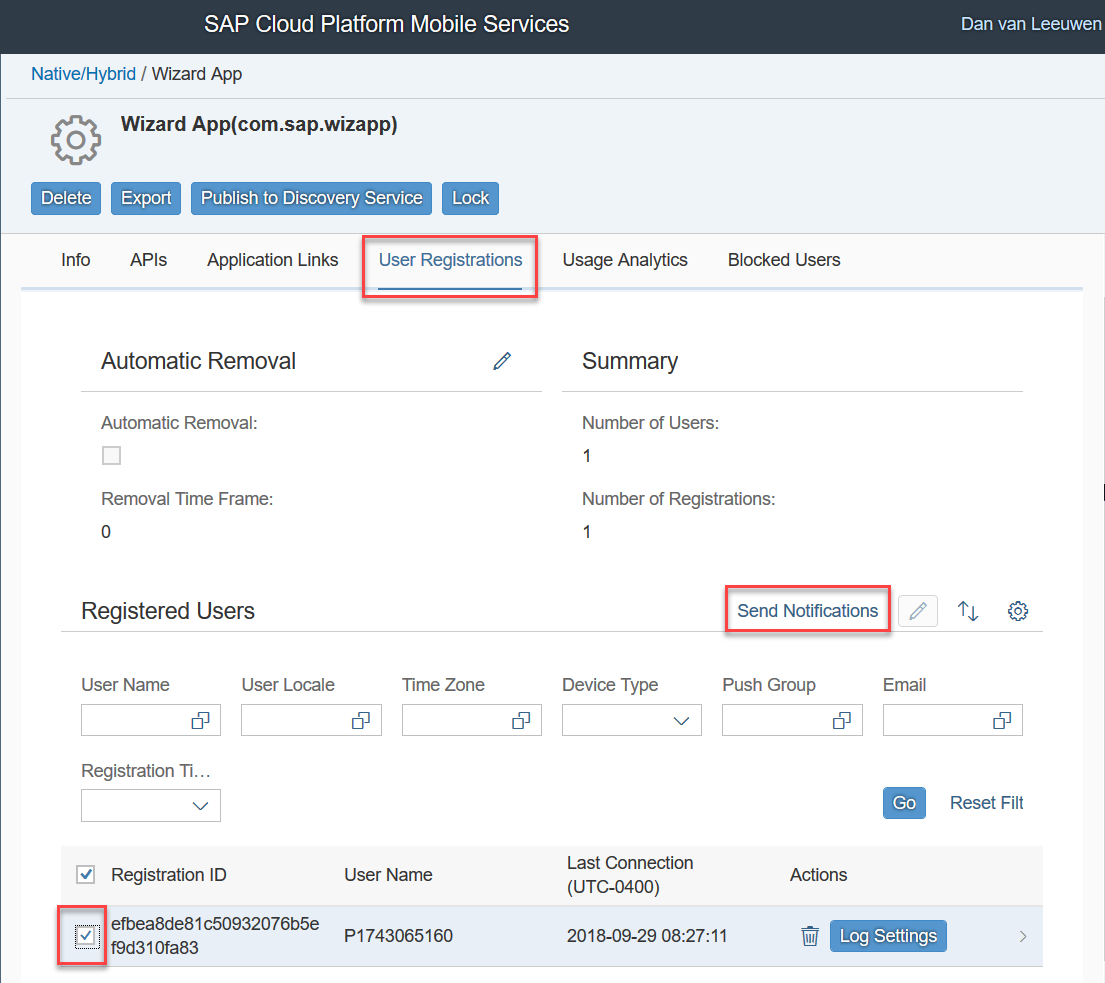 SAP Cloud Platform Mobile Services
Dan van Leeuwen
Native/Hybrid / Wizard App
Wizard App(com.sap.wizapp)
Delete Export Publish to Discovery Service Lock
Info APIs Application Links User Registrations Usage Analytics Blocked Users
Automatic Removal
Automatic Removal:
Removal Time Frame:
0
Summary
Number of Users:
1
Number of Registrations:
1
Registered Users Send Notifications
User Name User Locale Time Zone Device Type Push Group Email
Registration Ti...
Go Reset Filt
Registration ID User Name Last Connection (UTC-0400) Actions
efbea8de81c50932076b5e
f9d310fa83
P1743065160 2018-09-29 08:27:11 Log Settings